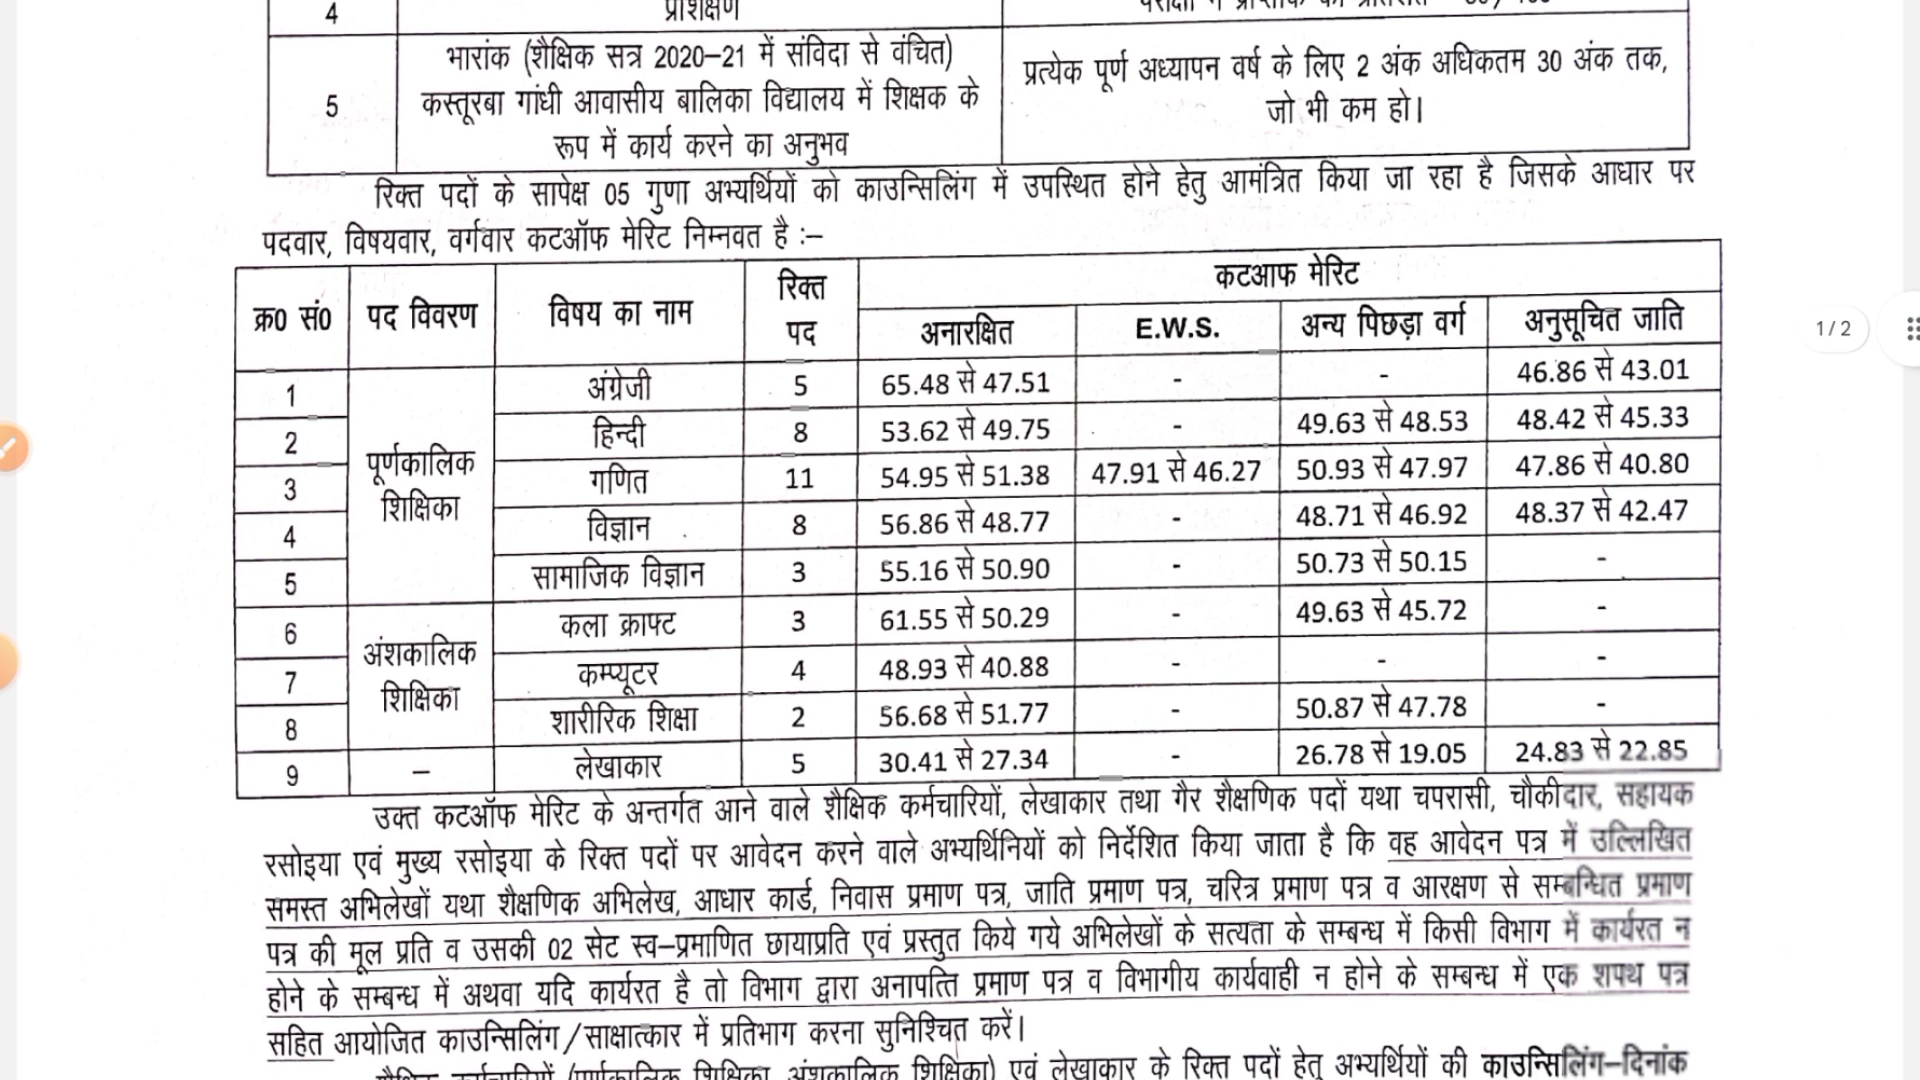 4 प्रशिक्षण
5 भारांक (शैक्षिक सत्र 2020–21 में संविदा से वंचित)
कस्तूरबा गांधी आवासीय बालिका विद्यालय में शिक्षक के
रूप में कार्य करने का अनुभव
प्रत्येक पूर्ण अध्यापन वर्ष के लिए 2 अंक अधिकतम 30 अंक तक,
जो भी कम हो।
रिक्त पदों के सापेक्ष 05 गुणा अभ्यर्थियों को काउन्सिलिंग में उपस्थित होने हेतु आमंत्रित किया जा रहा है जिसके आधार पर
पदवार, विषयवार, वर्गवार कटऑफ मेरिट निम्नवत है :–
क्र0 सं0 पद विवरण विषय का नाम रिक्त पद कटआफ मेरिट
अनारक्षित E.W.S. अन्य पिछड़ा वर्ग अनुसूचित जाति
1 अंग्रेजी 5 65.48 से 47.51 - - 46.86 से 43.01
2 हिन्दी 8 53.62 से 49.75 - 49.63 से 48.53 48.42 से 45.33
पूर्णकालिक शिक्षिका
3 गणित 11 54.95 से 51.38 47.91 से 46.27 50.93 से 47.97 47.86 से 40.80
4 विज्ञान 8 56.86 से 48.77 - 48.71 से 46.92 48.37 से 42.47
5 सामाजिक विज्ञान 3 55.16 से 50.90 - 50.73 से 50.15 -
6 कला क्राफ्ट 3 61.55 से 50.29 - 49.63 से 45.72 -
अंशकालिक शिक्षिका
7 कम्प्यूटर 4 48.93 से 40.88 - - -
8 शारीरिक शिक्षा 2 56.68 से 51.77 - 50.87 से 47.78 -
9 – लेखाकार 5 30.41 से 27.34 - 26.78 से 19.05 24.83 से 22.85
उक्त कटऑफ मेरिट के अन्तर्गत आने वाले शैक्षिक कर्मचारियों, लेखाकार तथा गैर शैक्षणिक पदों यथा चपरासी, चौकीदार, सहायक
रसोइया एवं मुख्य रसोइया के रिक्त पदों पर आवेदन करने वाले अभ्यर्थिनियों को निर्देशित किया जाता है कि वह आवेदन पत्र में उल्लिखित
समस्त अभिलेखों यथा शैक्षणिक अभिलेख, आधार कार्ड, निवास प्रमाण पत्र, जाति प्रमाण पत्र, चरित्र प्रमाण पत्र व आरक्षण से सम्बन्धित प्रमाण
पत्र की मूल प्रति व उसकी 02 सेट स्व–प्रमाणित छायाप्रति एवं प्रस्तुत किये गये अभिलेखों के सत्यता के सम्बन्ध में किसी विभाग में कार्यरत न
होने के सम्बन्ध में अथवा यदि कार्यरत है तो विभाग द्वारा अनापत्ति प्रमाण पत्र व विभागीय कार्यवाही न होने के सम्बन्ध में एक शपथ पत्र
सहित आयोजित काउन्सिलिंग/साक्षात्कार में प्रतिभाग करना सुनिश्चित करें।
(पूर्णकालिक शिक्षिका, अंशकालिक शिक्षिका) एवं लेखाकार के रिक्त पदों हेतु अभ्यर्थियों की काउन्सिलिंग–दिनांक
1/2